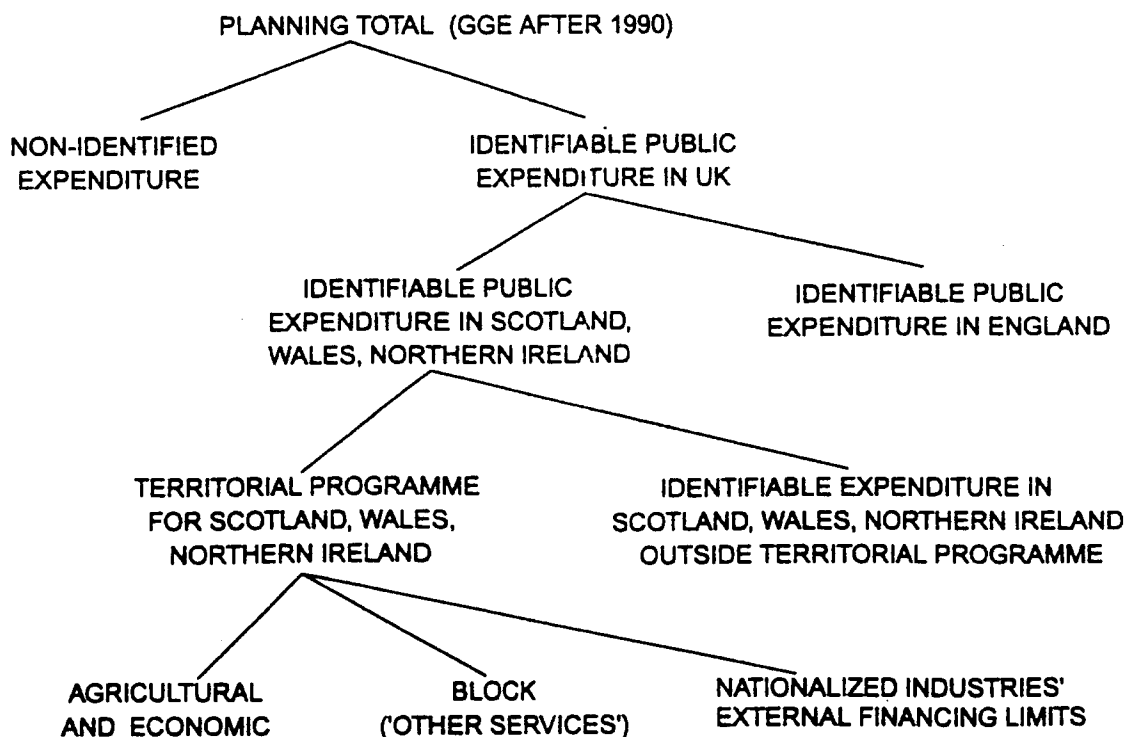 PLANNING TOTAL (GGE AFTER 1990)
NON-IDENTIFIED
EXPENDITURE
IDENTIFIABLE PUBLIC
EXPENDITURE IN UK
IDENTIFIABLE PUBLIC
EXPENDITURE IN SCOTLAND,
WALES, NORTHERN IRELAND
IDENTIFIABLE PUBLIC
EXPENDITURE IN ENGLAND
TERRITORIAL PROGRAMME
FOR SCOTLAND, WALES,
NORTHERN IRELAND
IDENTIFIABLE EXPENDITURE IN
SCOTLAND, WALES, NORTHERN IRELAND
OUTSIDE TERRITORIAL PROGRAMME
AGRICULTURAL
AND ECONOMIC
BLOCK
('OTHER SERVICES')
NATIONALIZED INDUSTRIES'
EXTERNAL FINANCING LIMITS